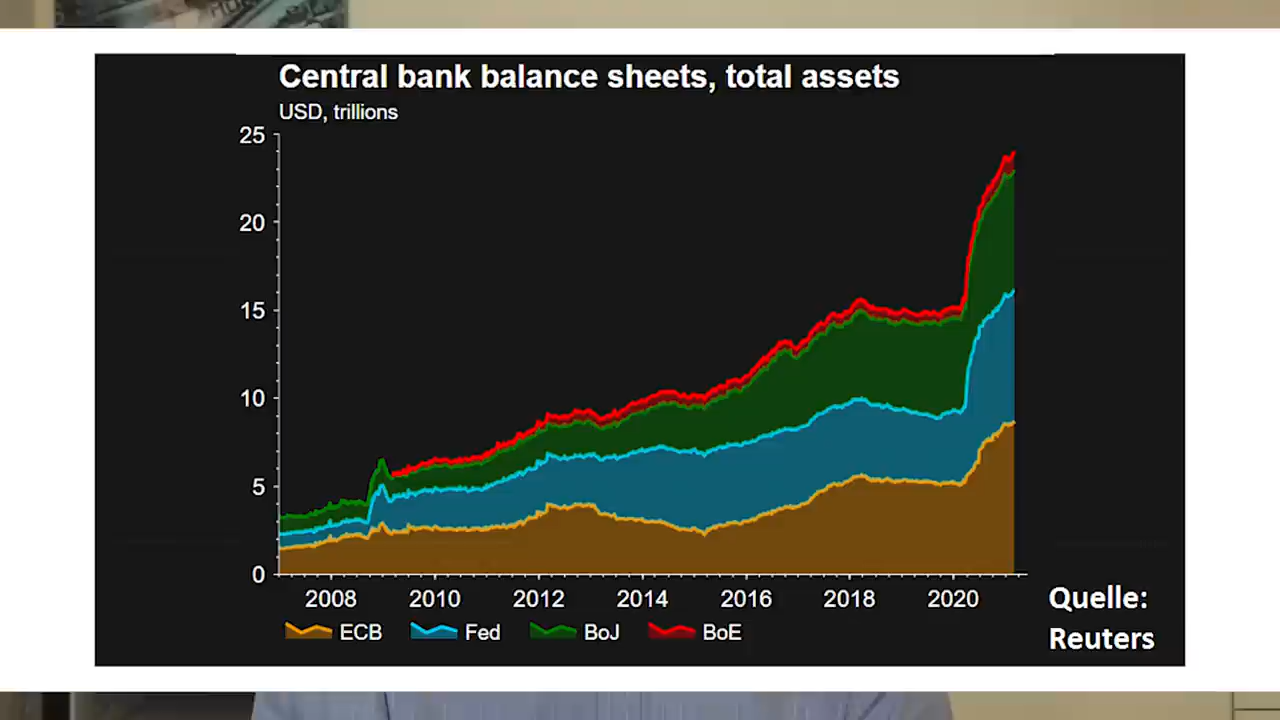 Central bank balance sheets, total assets
USD, trillions
25
20
15
10
5
0
2008 2010 2012 2014 2016 2018 2020
ECB Fed BoJ BoE
Quelle:
Reuters